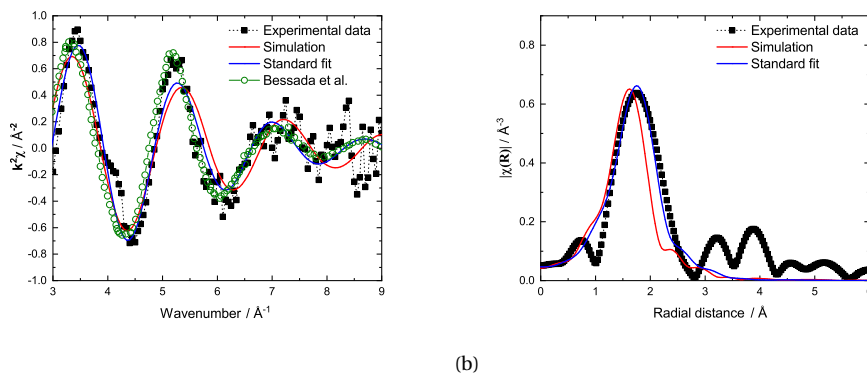 Experimental data
Simulation
Standard fit
Bessada et al.
1.0
0.8
0.6
0.4
0.2
0.0
-0.2
-0.4
-0.6
-0.8
-1.0
3 4 5 6 7 8 9
k²χ / Å⁻²
Wavenumber / Å⁻¹
Experimental data
Simulation
Standard fit
0.8
0.6
0.4
0.2
0.0
0 1 2 3 4 5
|χ(R)| / Å⁻³
Radial distance / Å
(b)